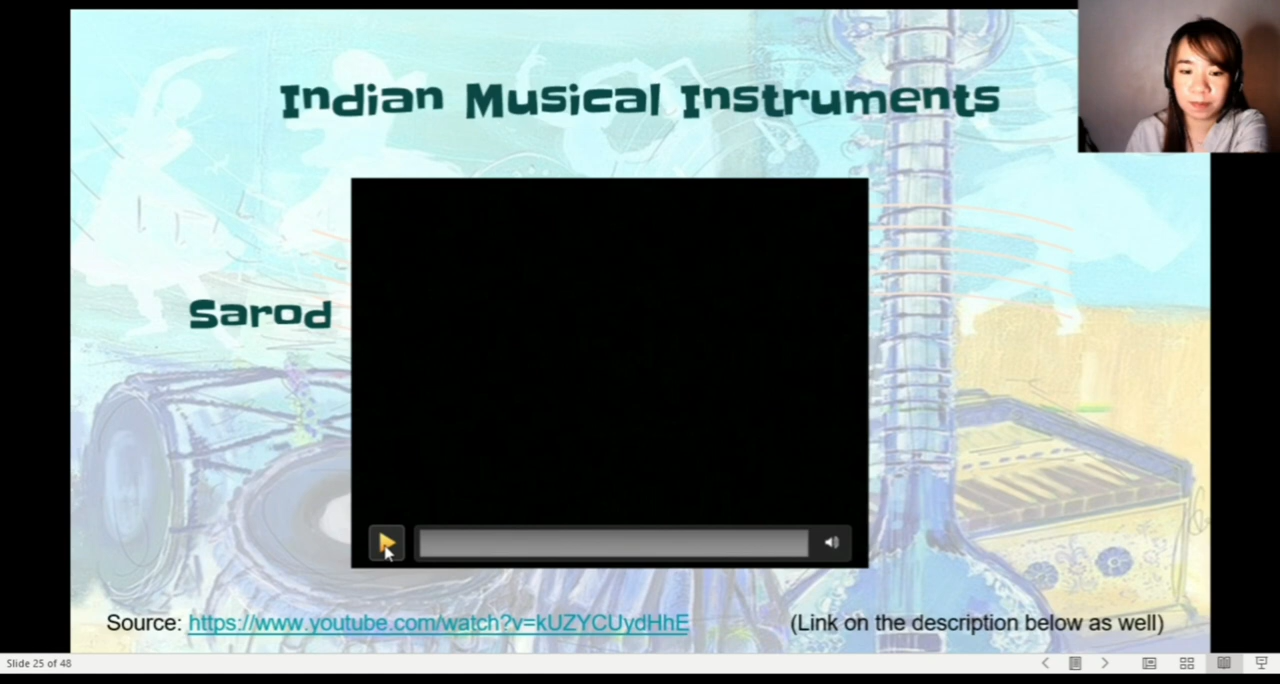 Indian Musical Instruments
Sarod
Source: https://www.youtube.com/watch?v=kUZYCUydHhE (Link on the description below as well)
Slide 25 of 48